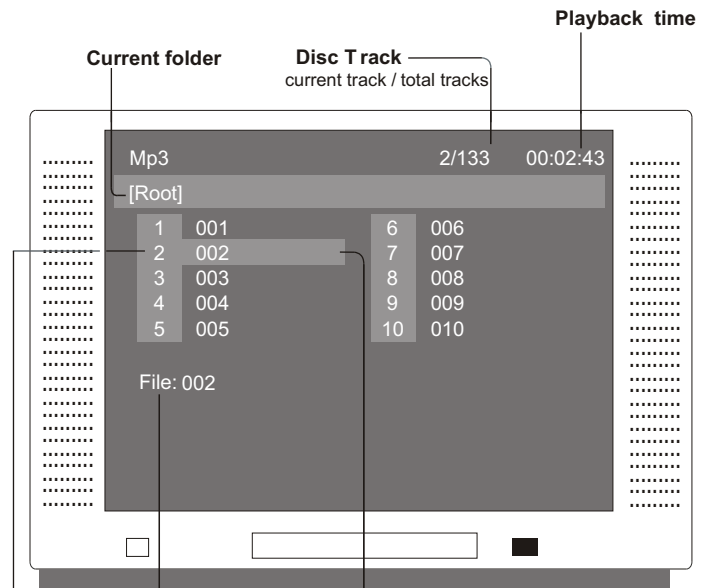 Playback time
Current folder
Disc Track
current track / total tracks
Mp3 2/133 00:02:43
[Root]
1 001 6 006
2 002 7 007
3 003 8 008
4 004 9 009
5 005 10 010
File: 002